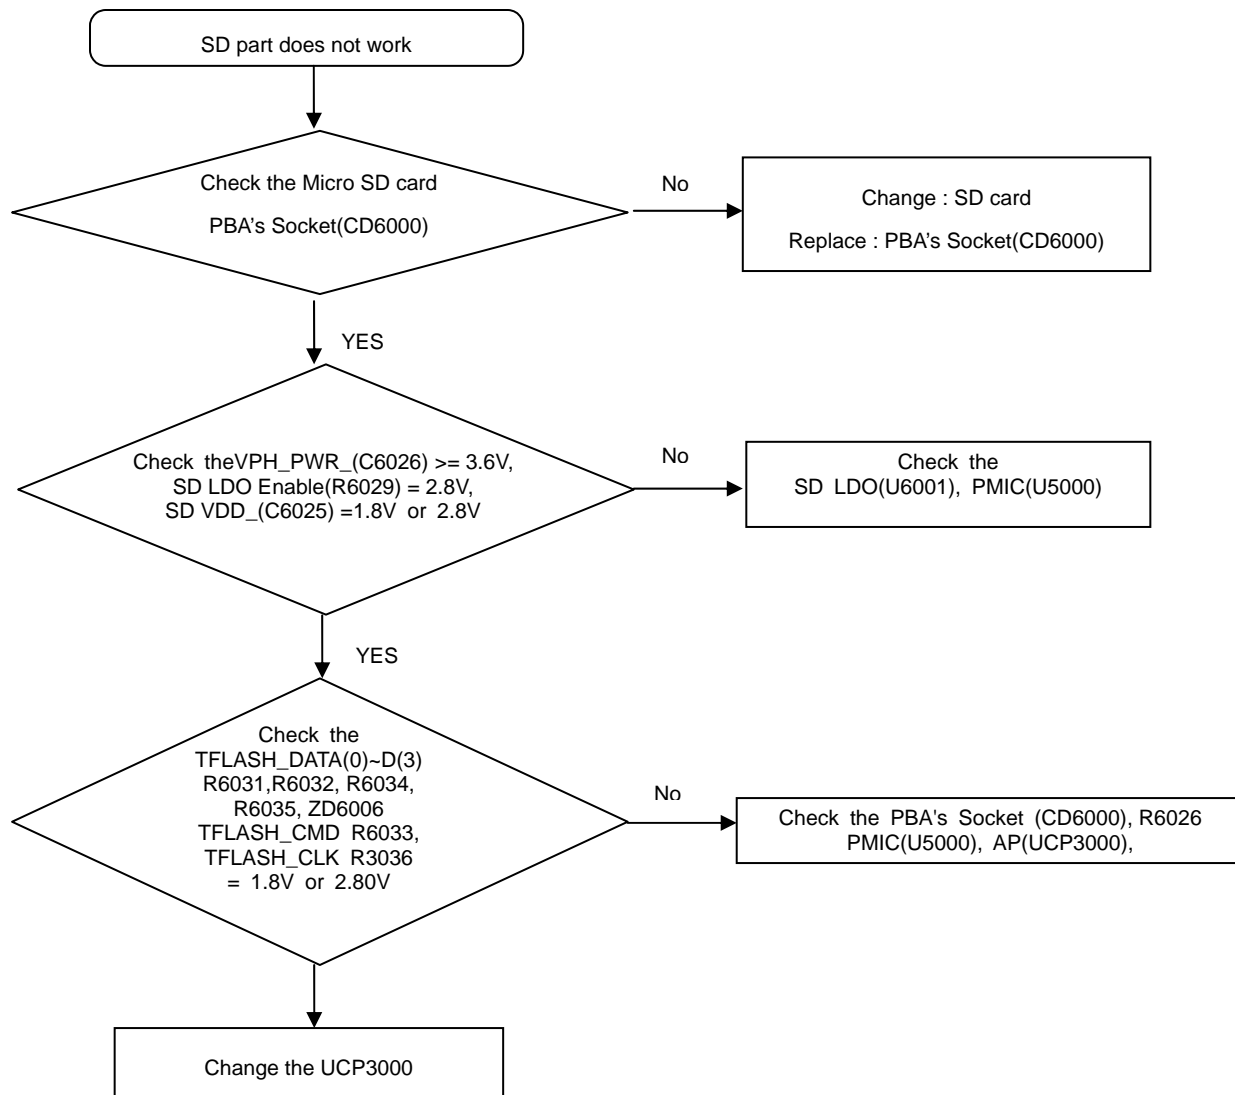 SD part does not work
Check the Micro SD card
PBA's Socket(CD6000)
No
Change : SD card
Replace : PBA's Socket(CD6000)
YES
Check theVPH_PWR_(C6026) >= 3.6V,
SD LDO Enable(R6029) = 2.8V,
SD VDD_(C6025) =1.8V or 2.8V
No
Check the
SD LDO(U6001), PMIC(U5000)
YES
Check the
TFLASH_DATA(0)~D(3)
R6031,R6032, R6034,
R6035, ZD6006
TFLASH_CMD R6033,
TFLASH_CLK R3036
= 1.8V or 2.80V
No
Check the PBA's Socket (CD6000), R6026
PMIC(U5000), AP(UCP3000),
Change the UCP3000